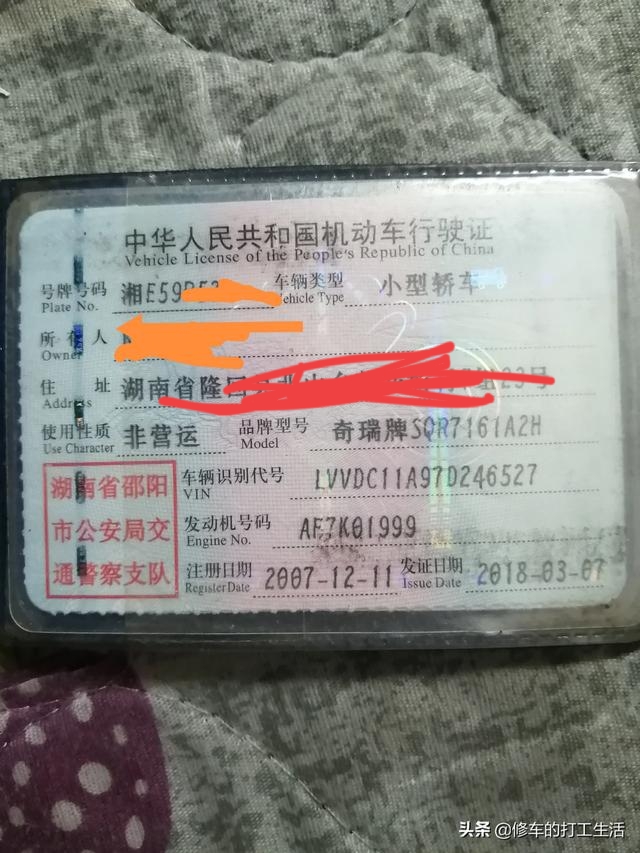 中华人民共和国机动车行驶证
Vehicle License of the People's Republic of China
号牌号码 湘E59 车辆类型 小型轿车
Plate No. Vehicle Type
所有人
Owner
住址 湖南省隆 23号
Address
使用性质 非营运 品牌型号 奇瑞牌SQR7161A2H
Use Character Model
湖南省邵阳 车辆识别代号 LVVDC11A97D246527
VIN
市公安局交 发动机号码 AF7K01999
Engine No.
通警察支队 注册日期 2007-12-11 发证日期 2018-03-07
Register Date Issue Date
头条 @修车的打工生活